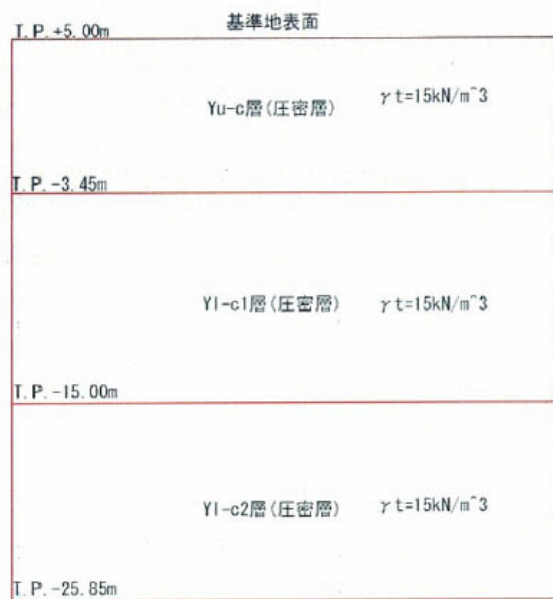 基準地表面
T.P.+5.00m
Yu-c層(圧密層) γt=15kN/m^3
T.P.-3.45m
Yl-c1層(圧密層) γt=15kN/m^3
T.P.-15.00m
Yl-c2層(圧密層) γt=15kN/m^3
T.P.-25.85m